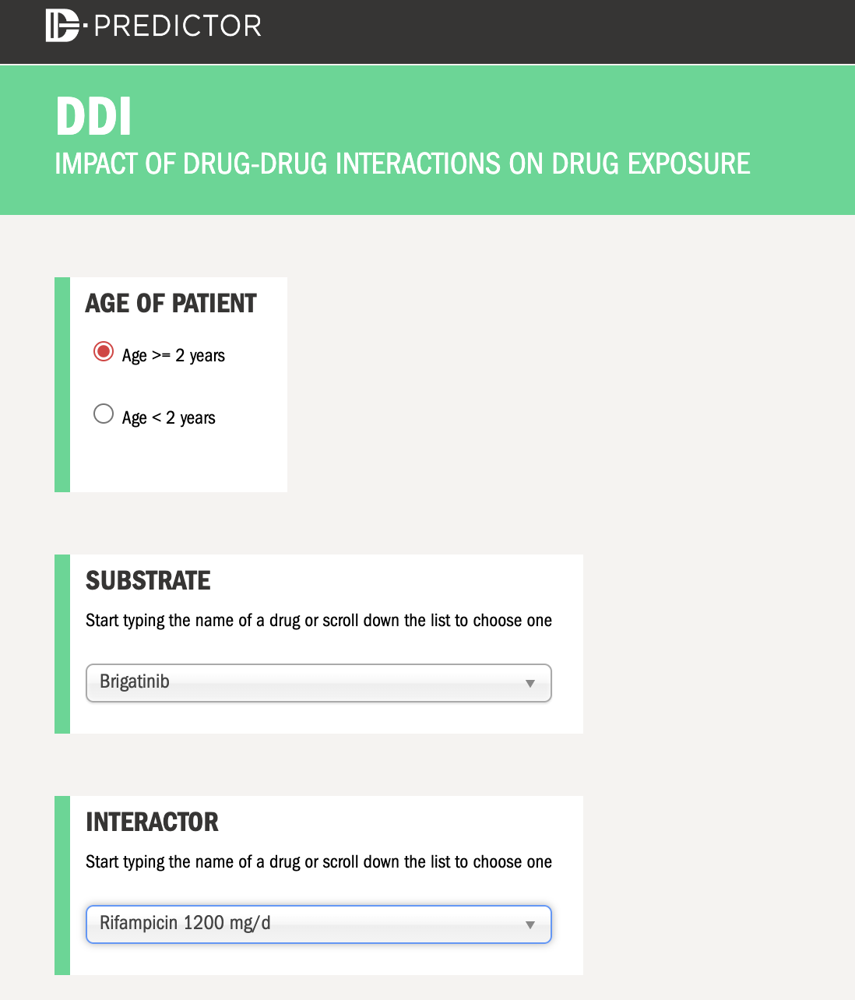 D·PREDICTOR
DDI
IMPACT OF DRUG-DRUG INTERACTIONS ON DRUG EXPOSURE
AGE OF PATIENT
Age >= 2 years
Age < 2 years
SUBSTRATE
Start typing the name of a drug or scroll down the list to choose one
Brigatinib
INTERACTOR
Start typing the name of a drug or scroll down the list to choose one
Rifampicin 1200 mg/d